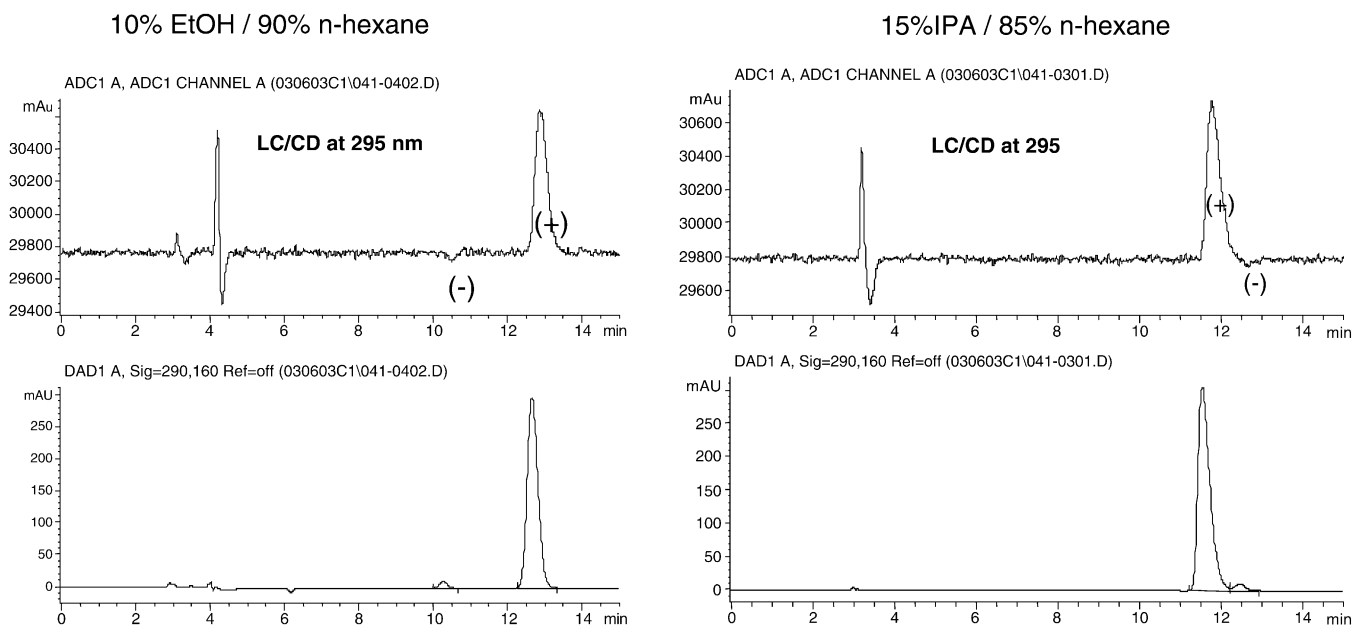 10% EtOH / 90% n-hexane
15%IPA / 85% n-hexane
ADC1 A, ADC1 CHANNEL A (030603C1\041-0402.D)
mAu
LC/CD at 295 nm
30400
30200
30000
29800
29600
29400
(+)
(-)
0 2 4 6 8 10 12 14 min
ADC1 A, ADC1 CHANNEL A (030603C1\041-0301.D)
mAu
LC/CD at 295
30600
30400
30200
30000
29800
29600
(+)
(-)
0 2 4 6 8 10 12 14 min
DAD1 A, Sig=290,160 Ref=off (030603C1\041-0402.D)
mAU
250
200
150
100
50
0
0 2 4 6 8 10 12 14 min
DAD1 A, Sig=290,160 Ref=off (030603C1\041-0301.D)
mAU
250
200
150
100
50
0
0 2 4 6 8 10 12 14 min